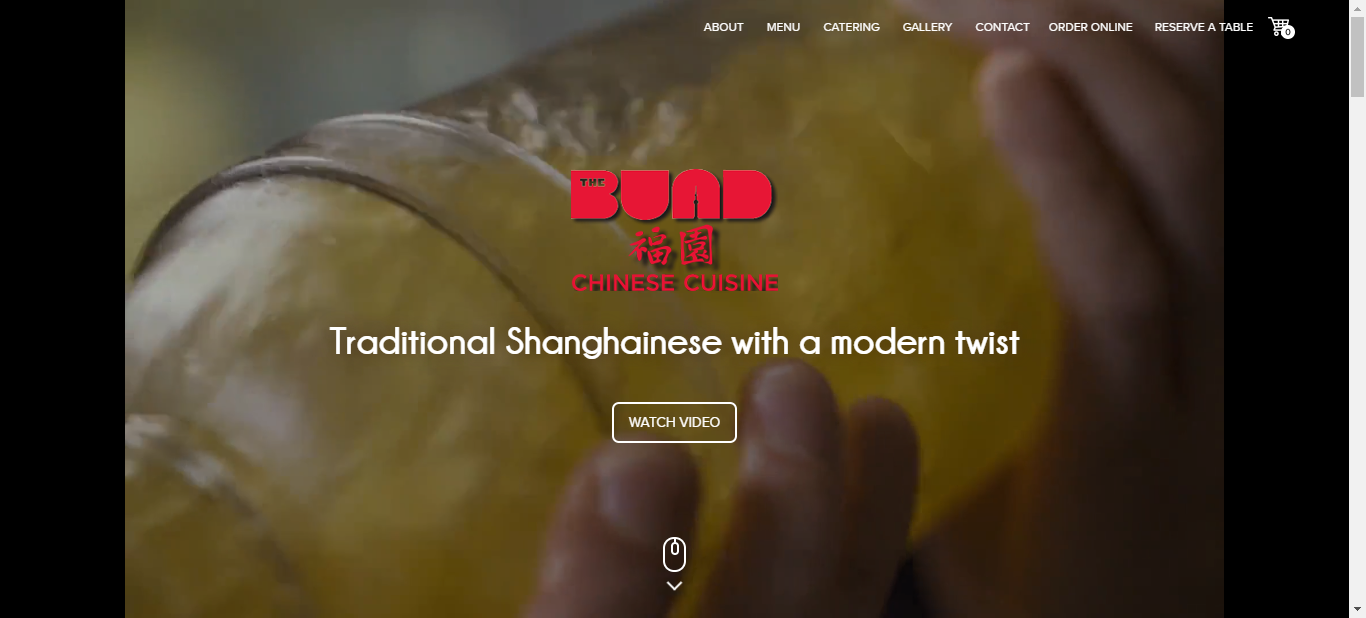 ABOUT MENU CATERING GALLERY CONTACT ORDER ONLINE RESERVE A TABLE 0
THE
BUND
福園
CHINESE CUISINE
Traditional Shanghainese with a modern twist
WATCH VIDEO